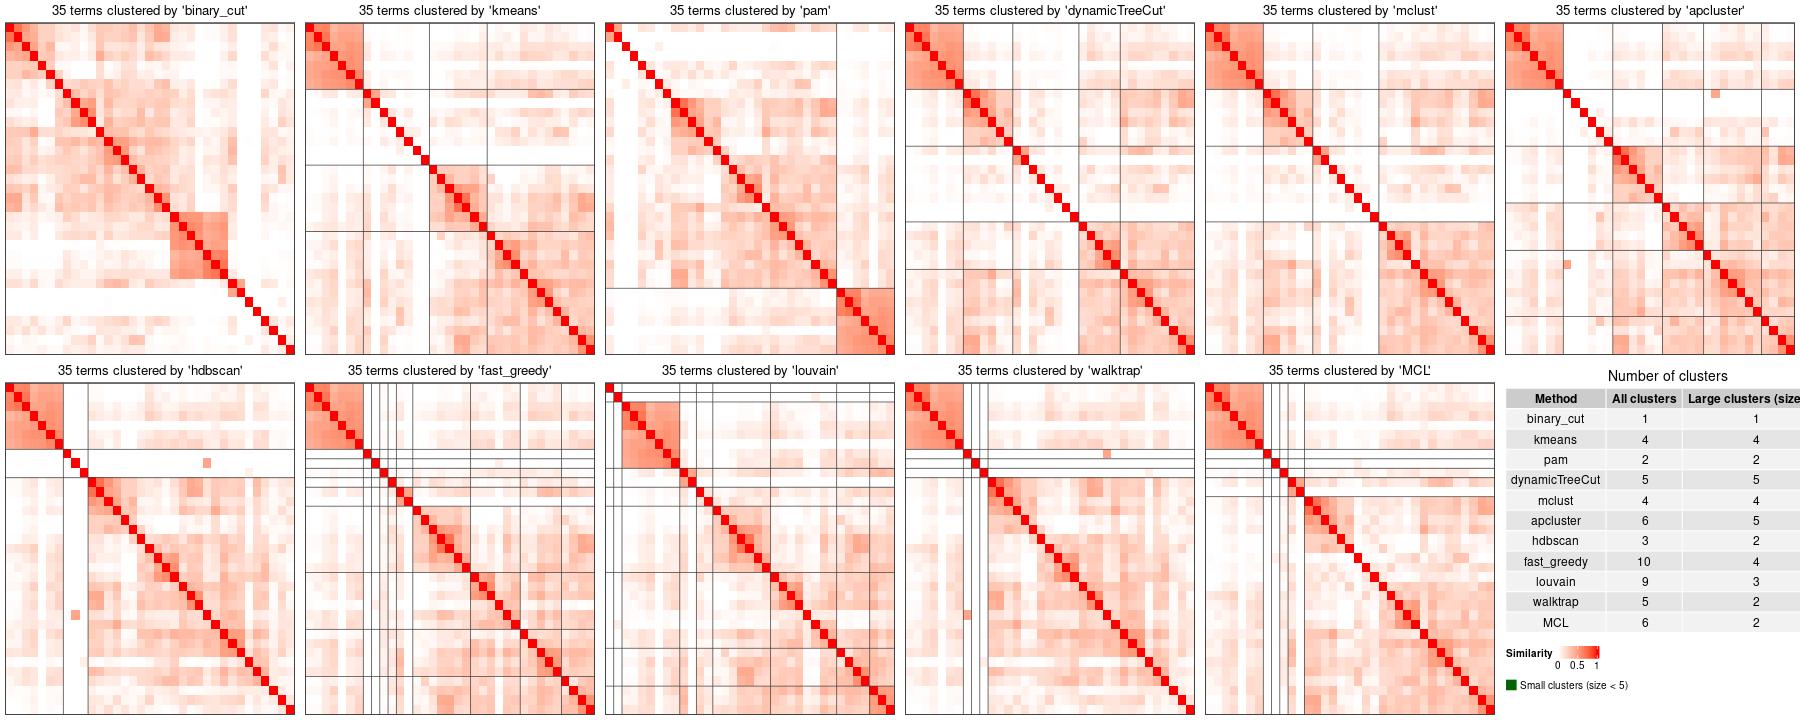 35 terms clustered by 'binary_cut'
35 terms clustered by 'kmeans'
35 terms clustered by 'pam'
35 terms clustered by 'dynamicTreeCut'
35 terms clustered by 'mclust'
35 terms clustered by 'apcluster'
35 terms clustered by 'hdbscan'
35 terms clustered by 'fast_greedy'
35 terms clustered by 'louvain'
35 terms clustered by 'walktrap'
35 terms clustered by 'MCL'
Number of clusters
Method All clusters Large clusters (size
binary_cut 1 1
kmeans 4 4
pam 2 2
dynamicTreeCut 5 5
mclust 4 4
apcluster 6 5
hdbscan 3 2
fast_greedy 10 4
louvain 9 3
walktrap 5 2
MCL 6 2
Similarity
0 0.5 1
Small clusters (size < 5)